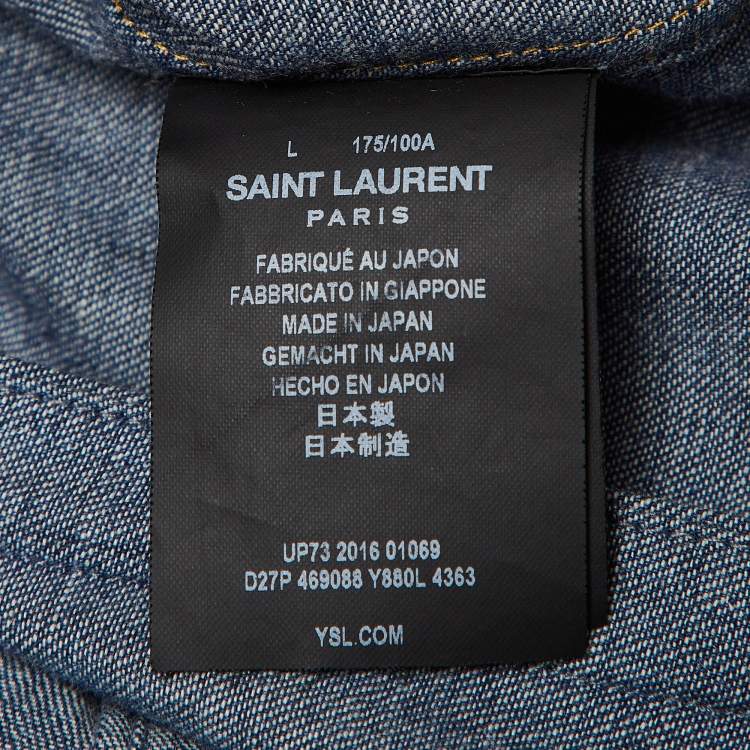 L 175/100A
SAINT LAURENT
PARIS
FABRIQUÉ AU JAPON
FABBRICATO IN GIAPPONE
MADE IN JAPAN
GEMACHT IN JAPAN
HECHO EN JAPON
日本製
日本制造
UP73 2016 01069
D27P 469088 Y880L 4363
YSL.COM